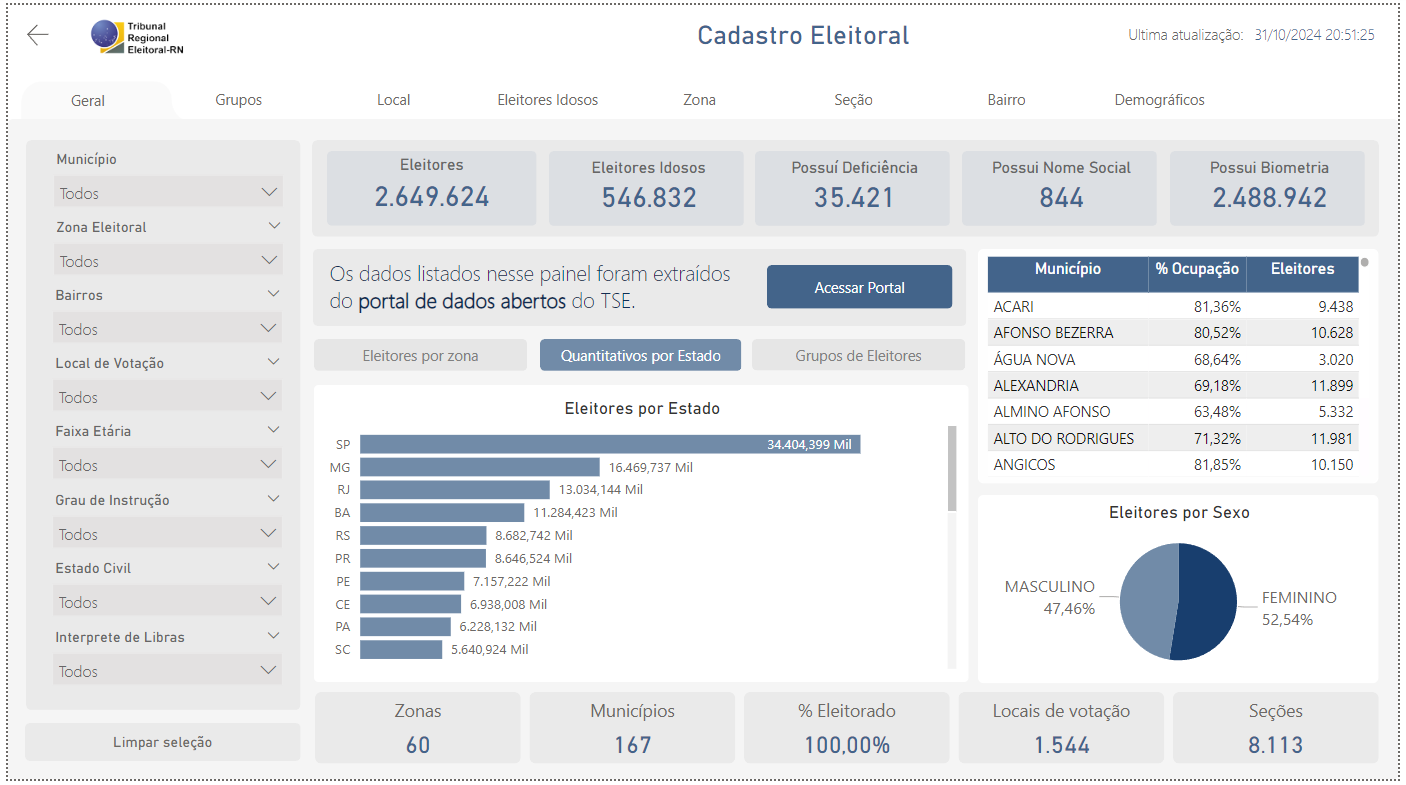 Tribunal
Regional
Eleitoral-RN
Cadastro Eleitoral
Ultima atualização: 31/10/2024 20:51:25
Geral
Grupos
Local
Eleitores Idosos
Zona
Seção
Bairro
Demográficos
Município
Todos
Zona Eleitoral
Todos
Bairros
Todos
Local de Votação
Todos
Faixa Etária
Todos
Grau de Instrução
Todos
Estado Civil
Todos
Interprete de Libras
Todos
Limpar seleção
Eleitores
2.649.624
Eleitores Idosos
546.832
Possuí Deficiência
35.421
Possui Nome Social
844
Possui Biometria
2.488.942
Os dados listados nesse painel foram extraídos
do portal de dados abertos do TSE.
Acessar Portal
Eleitores por zona
Quantitativos por Estado
Grupos de Eleitores
Eleitores por Estado
SP 34.404,399 Mil
MG 16.469,737 Mil
RJ 13.034,144 Mil
BA 11.284,423 Mil
RS 8.682,742 Mil
PR 8.646,524 Mil
PE 7.157,222 Mil
CE 6.938,008 Mil
PA 6.228,132 Mil
SC 5.640,924 Mil
Município % Ocupação Eleitores
ACARI 81,36% 9.438
AFONSO BEZERRA 80,52% 10.628
ÁGUA NOVA 68,64% 3.020
ALEXANDRIA 69,18% 11.899
ALMINO AFONSO 63,48% 5.332
ALTO DO RODRIGUES 71,32% 11.981
ANGICOS 81,85% 10.150
Eleitores por Sexo
MASCULINO
47,46%
FEMININO
52,54%
Zonas
60
Municípios
167
% Eleitorado
100,00%
Locais de votação
1.544
Seções
8.113